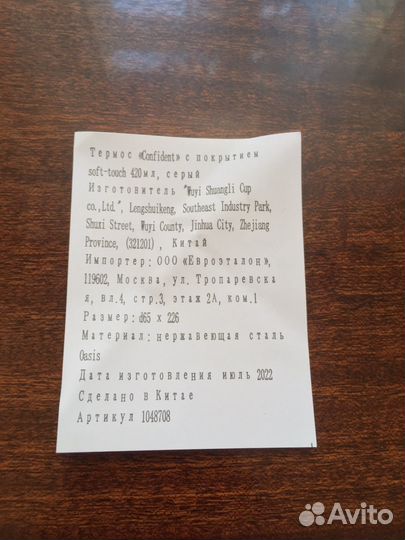 Термос «Confident» с покрытием
soft-touch 420мл, серый
Изготовитель "Wuyi Shuangli Cup
co.,Ltd.", Lengshuikeng, Southeast Industry Park,
Shuxi Street, Wuyi County, Jinhua City, Zhejiang
Province, (321201) , Китай
Импортер: ООО «Евроэталон»,
119602, Москва, ул. Тропаревска
я, вл.4, стр.3, этаж 2А, ком.1
Размер: d65 x 226
Материал: нержавеющая сталь
Oasis
Дата изготовления июль 2022
Сделано в Китае
Артикул 1048708
Avito